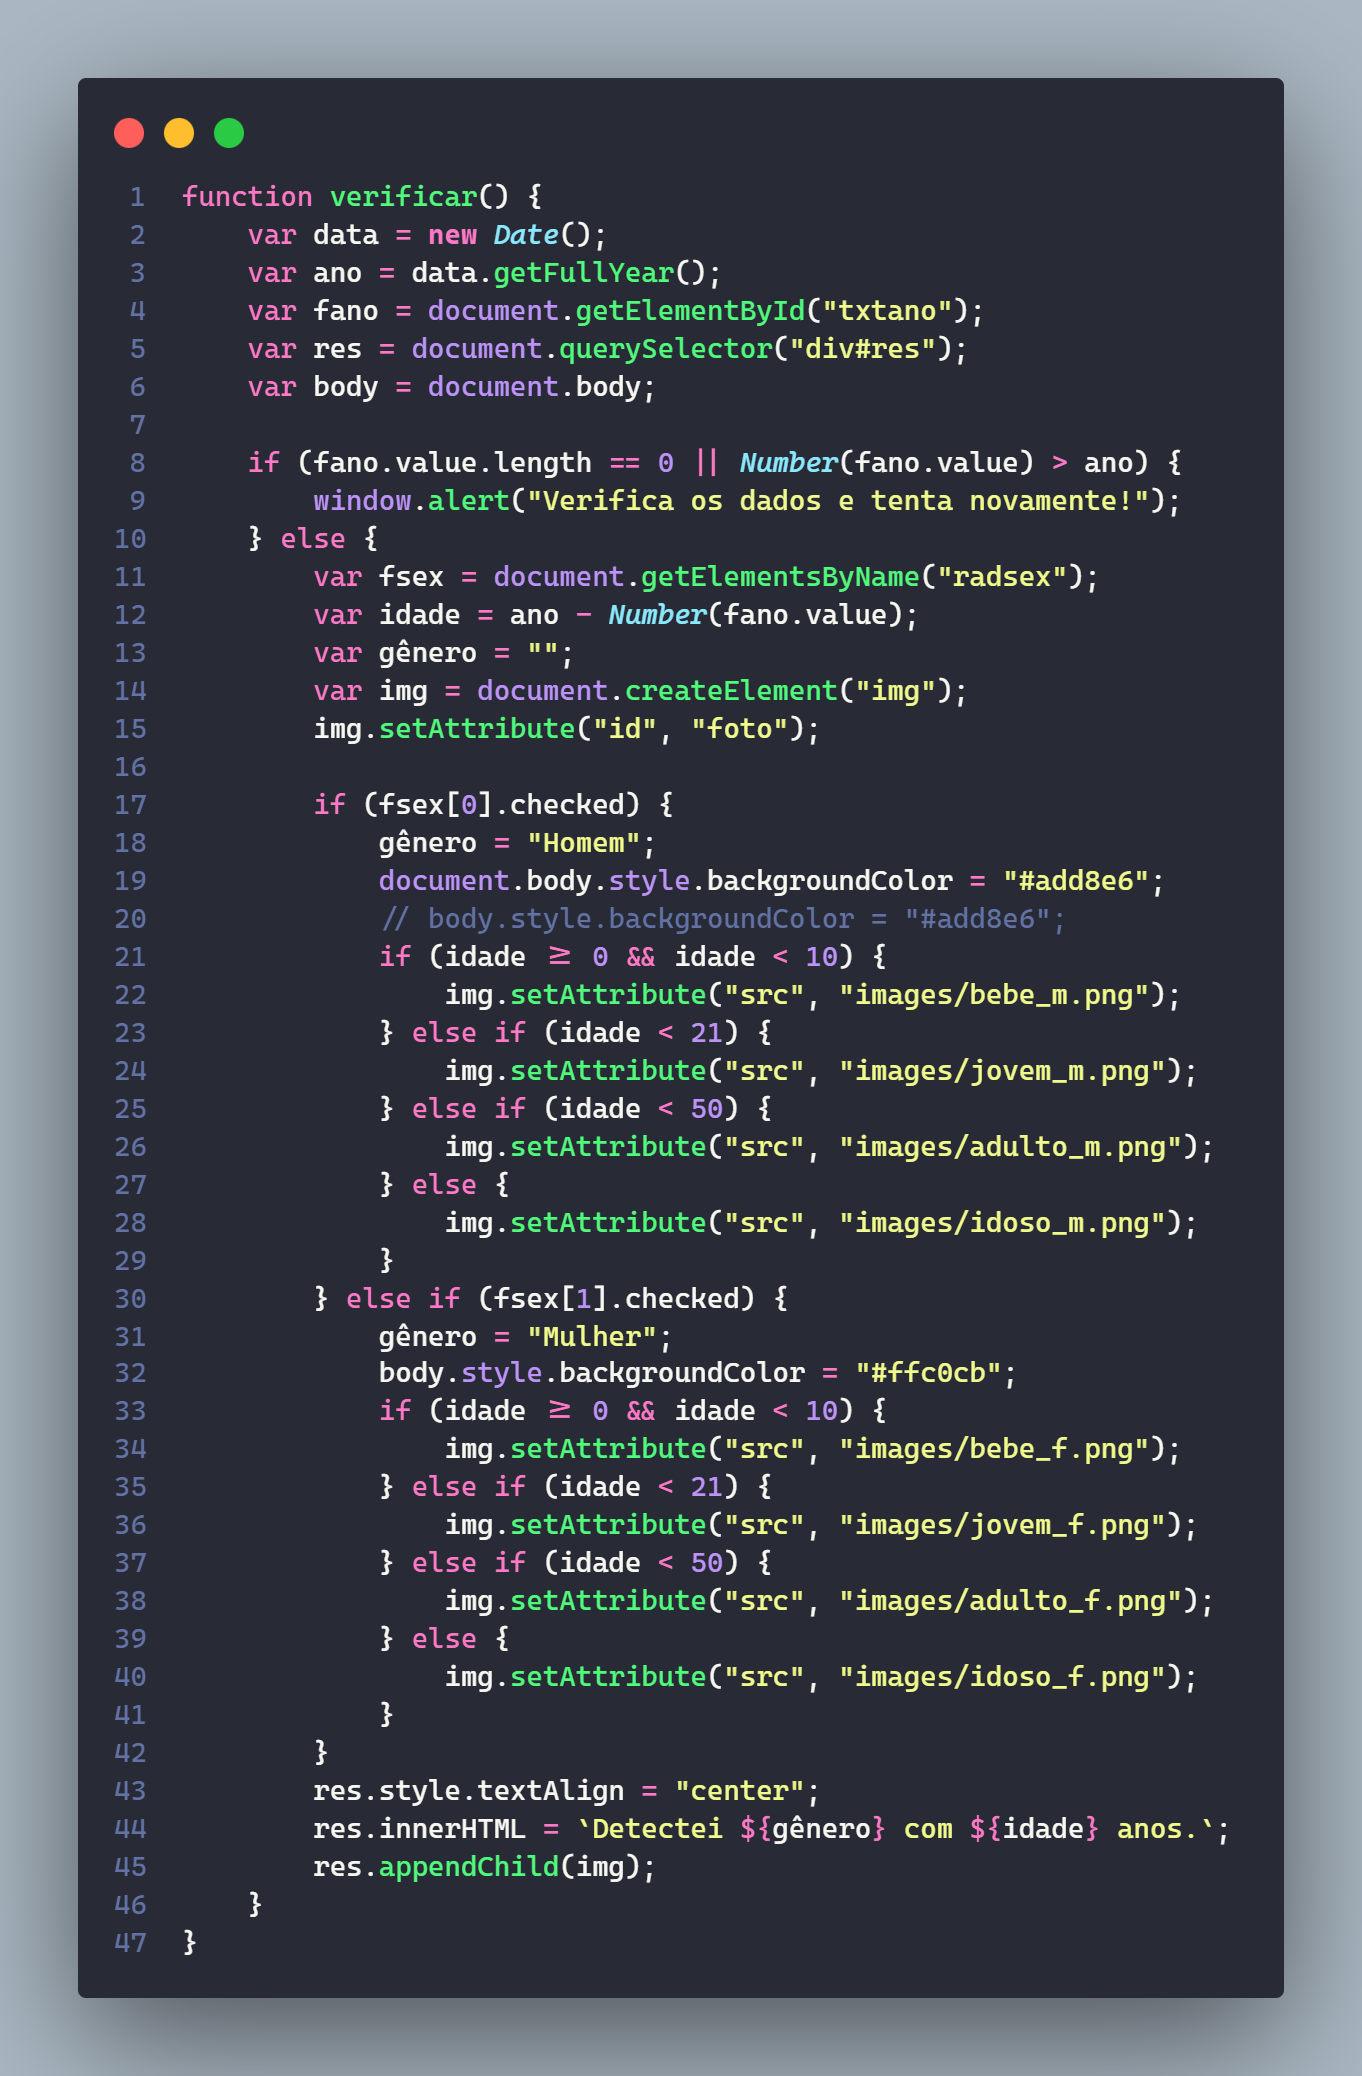 1 function verificar() {
2     var data = new Date();
3     var ano = data.getFullYear();
4     var fano = document.getElementById("txtano");
5     var res = document.querySelector("div#res");
6     var body = document.body;
7
8     if (fano.value.length == 0 || Number(fano.value) > ano) {
9         window.alert("Verifica os dados e tenta novamente!");
10     } else {
11         var fsex = document.getElementsByName("radsex");
12         var idade = ano - Number(fano.value);
13         var gênero = "";
14         var img = document.createElement("img");
15         img.setAttribute("id", "foto");
16
17         if (fsex[0].checked) {
18             gênero = "Homem";
19             document.body.style.backgroundColor = "#add8e6";
20             // body.style.backgroundColor = "#add8e6";
21             if (idade ≥ 0 && idade < 10) {
22                 img.setAttribute("src", "images/bebe_m.png");
23             } else if (idade < 21) {
24                 img.setAttribute("src", "images/jovem_m.png");
25             } else if (idade < 50) {
26                 img.setAttribute("src", "images/adulto_m.png");
27             } else {
28                 img.setAttribute("src", "images/idoso_m.png");
29             }
30         } else if (fsex[1].checked) {
31             gênero = "Mulher";
32             body.style.backgroundColor = "#ffc0cb";
33             if (idade ≥ 0 && idade < 10) {
34                 img.setAttribute("src", "images/bebe_f.png");
35             } else if (idade < 21) {
36                 img.setAttribute("src", "images/jovem_f.png");
37             } else if (idade < 50) {
38                 img.setAttribute("src", "images/adulto_f.png");
39             } else {
40                 img.setAttribute("src", "images/idoso_f.png");
41             }
42         }
43         res.style.textAlign = "center";
44         res.innerHTML = `Detectei ${gênero} com ${idade} anos.`;
45         res.appendChild(img);
46     }
47 }